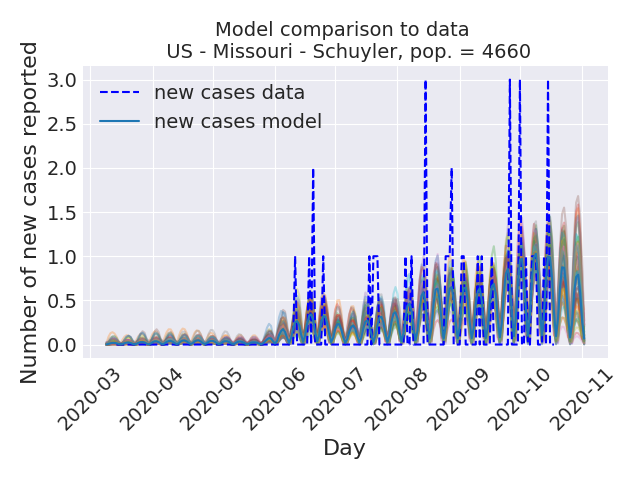 Model comparison to data
US - Missouri - Schuyler, pop. = 4660
Number of new cases reported
3.0
2.5
2.0
1.5
1.0
0.5
0.0
new cases data
new cases model
2020-03
2020-04
2020-05
2020-06
2020-07
2020-08
2020-09
2020-10
2020-11
Day